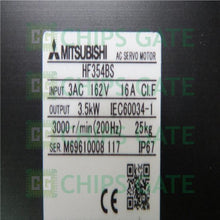 CHIPS GATE
MITSUBISHI
AC SERVO MOTOR
HF354BS
INPUT 3AC 162V 16A Cl.F
OUTPUT 3.5kW IEC60034-1
3000 r/min (200Hz) 25kg
SER M69610008 117 IP67